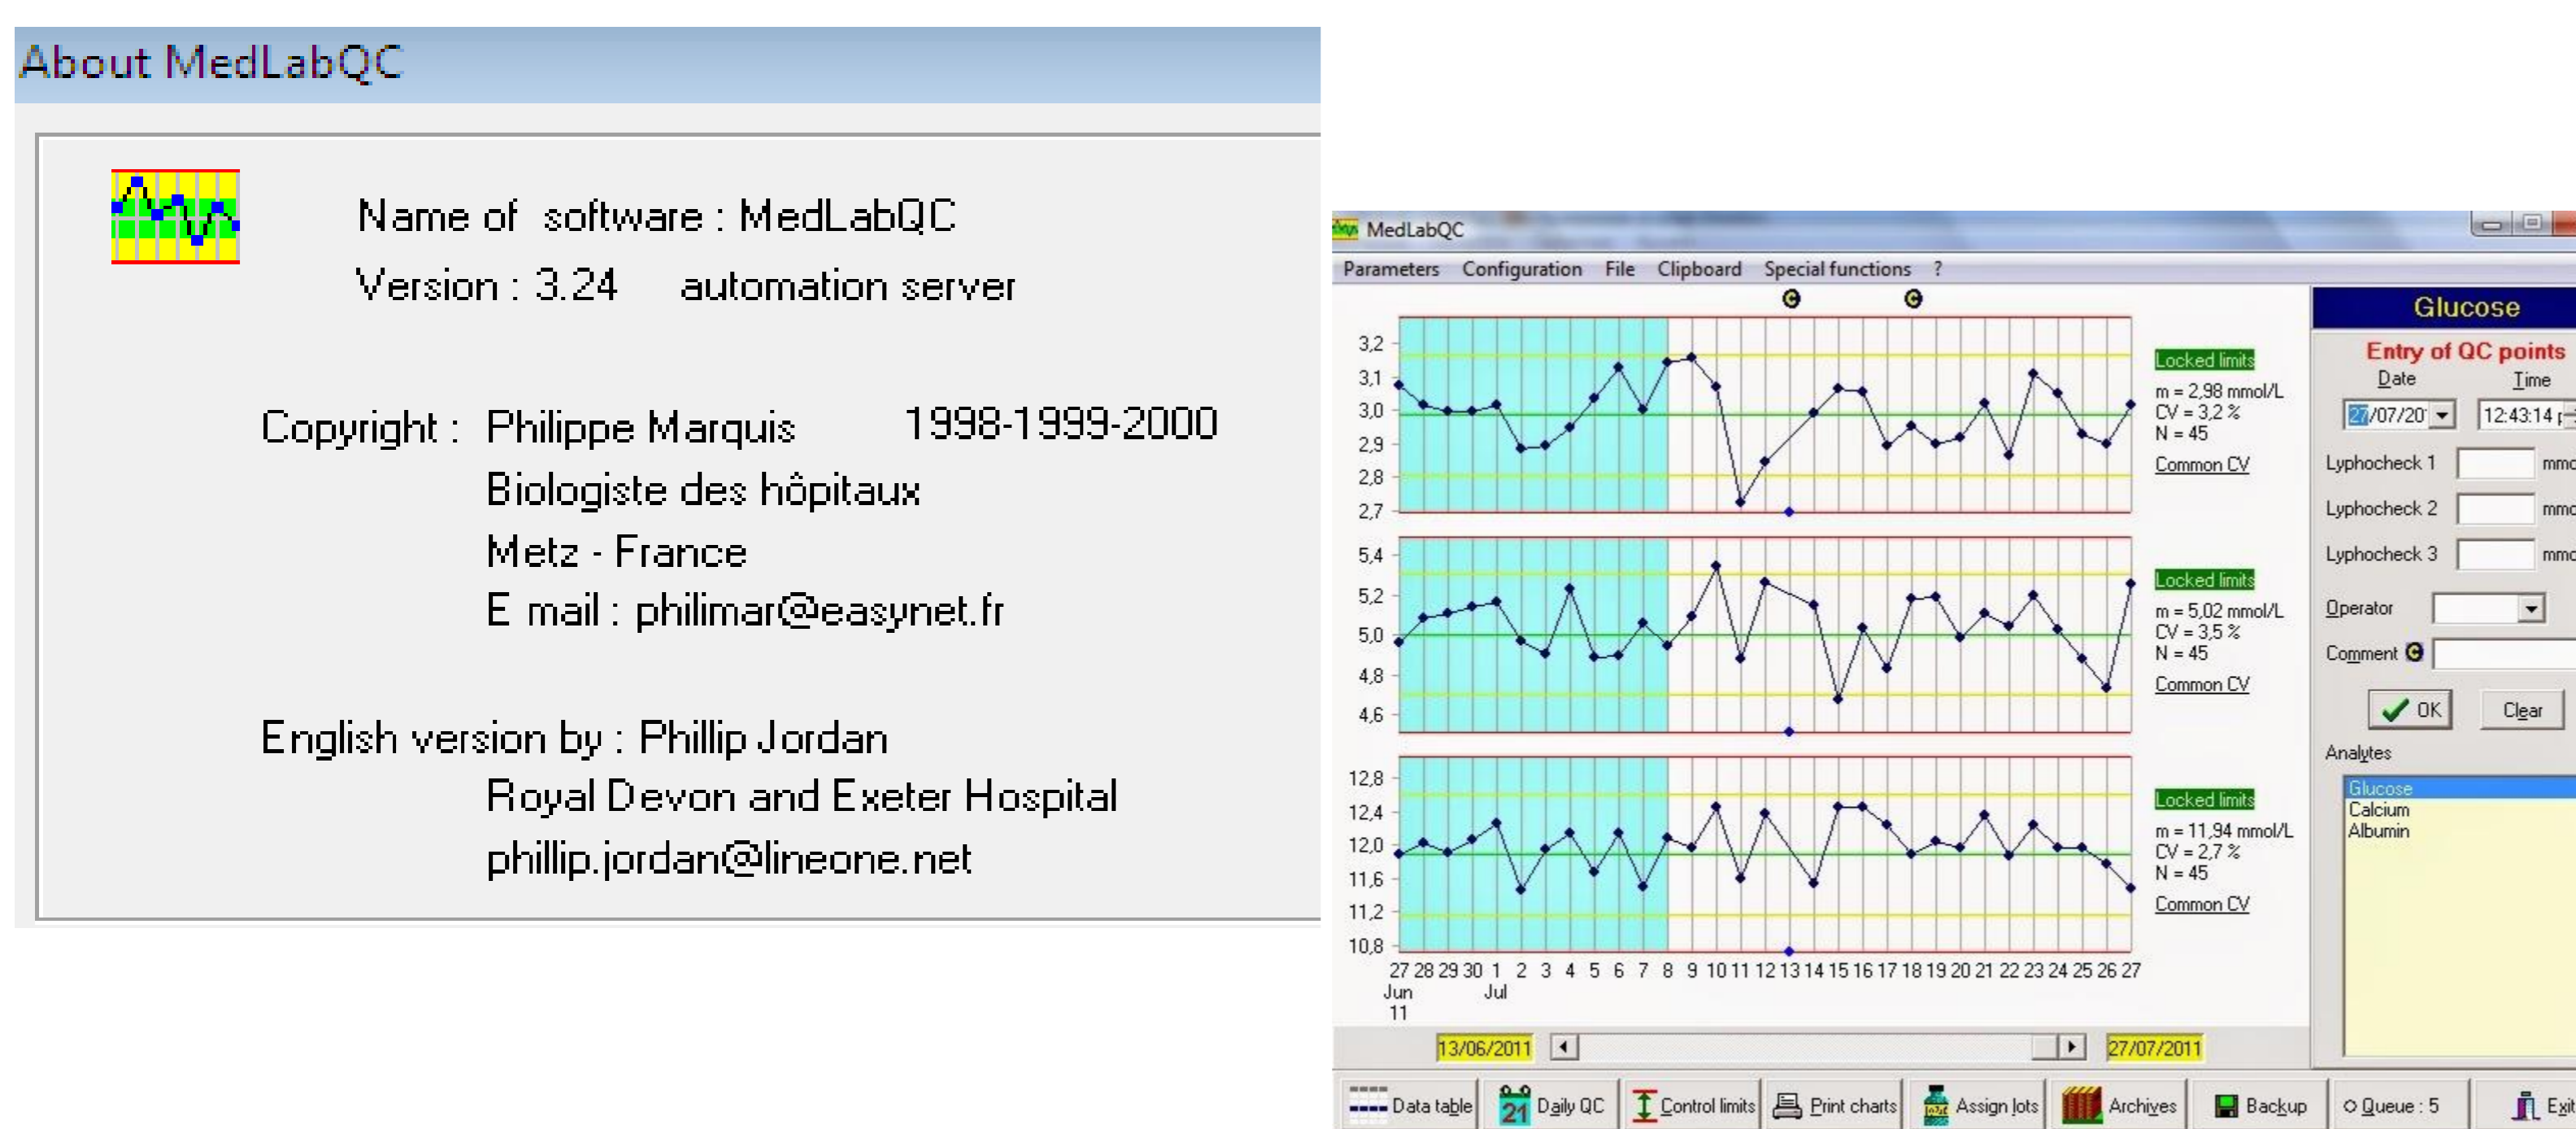 About MedLabQC
Name of software : MedLabQC
Version : 3.24 automation server
Copyright : Philippe Marquis 1998-1999-2000
Biologiste des hôpitaux
Metz - France
E mail : philimar@easynet.fr
English version by : Phillip Jordan
Royal Devon and Exeter Hospital
phillip.jordan@lineone.net
MedLabQC
Parameters Configuration File Clipboard Special functions ?
3,2
3,1
3,0
2,9
2,8
2,7
Locked limits
m = 2,98 mmol/L
CV = 3,2 %
N = 45
Common CV
5,4
5,2
5,0
4,8
4,6
Locked limits
m = 5,02 mmol/L
CV = 3,5 %
N = 45
Common CV
12,8
12,4
12,0
11,6
11,2
10,8
Locked limits
m = 11,94 mmol/L
CV = 2,7 %
N = 45
Common CV
27 28 29 30 1 2 3 4 5 6 7 8 9 10 11 12 13 14 15 16 17 18 19 20 21 22 23 24 25 26 27
Jun Jul
11
13/06/2011 27/07/2011
Glucose
Entry of QC points
Date Time
27/07/20 12:43:14
Lyphocheck 1
Lyphocheck 2
Lyphocheck 3
Operator
Comment C
OK Clear
Analytes
Glucose
Calcium
Albumin
Data table 21 Daily QC Control limits Print charts Assign lots Archives Backup Queue : 5 Exit